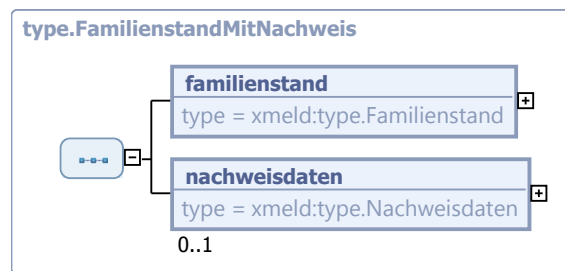 type.FamilienstandMitNachweis
familienstand
type = xmeld:type.Familienstand
nachweisdaten
type = xmeld:type.Nachweisdaten
0..1